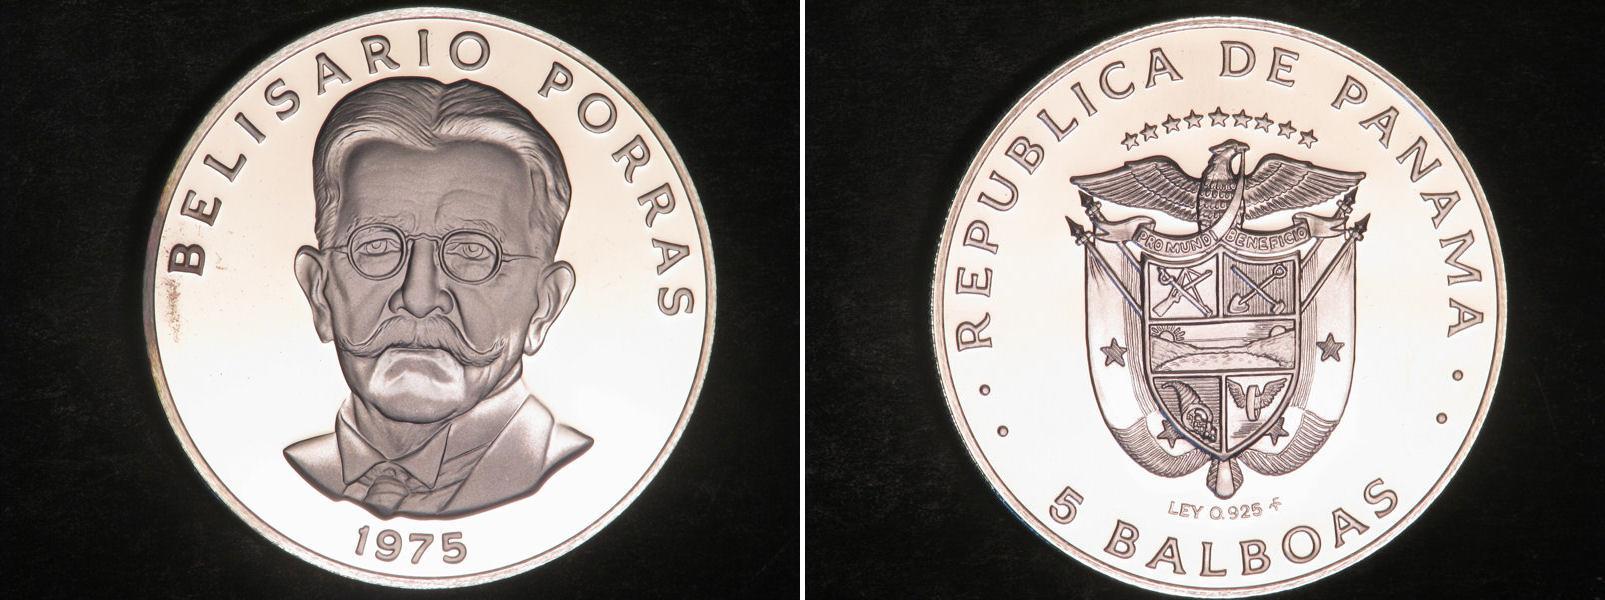 BELISARIO PORRAS
1975
REPUBLICA DE PANAMA
PRO MUNDI BENEFICIO
LEY 0.925
5 BALBOAS